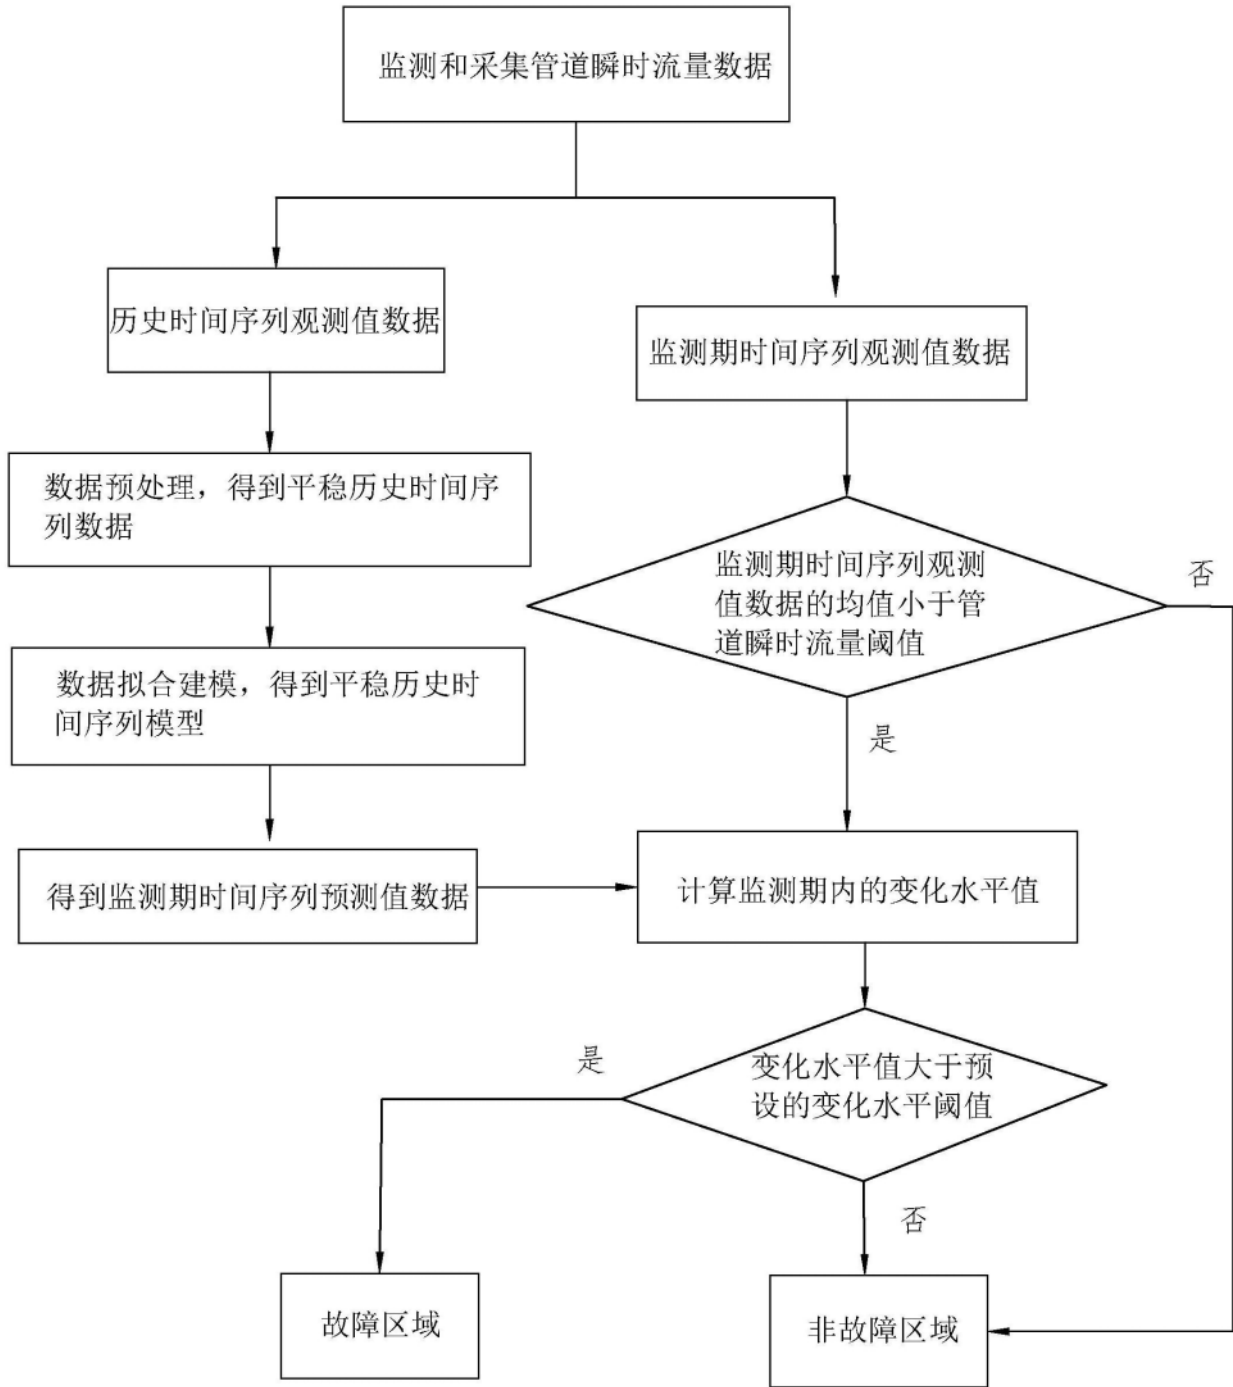 监测和采集管道瞬时流量数据
历史时间序列观测值数据
监测期时间序列观测值数据
数据预处理，得到平稳历史时间序
列数据
监测期时间序列观测
值数据的均值小于管
道瞬时流量阈值
否
数据拟合建模，得到平稳历史时
间序列模型
是
得到监测期时间序列预测值数据
计算监测期内的变化水平值
是
变化水平值大于预
设的变化水平阈值
否
故障区域
非故障区域